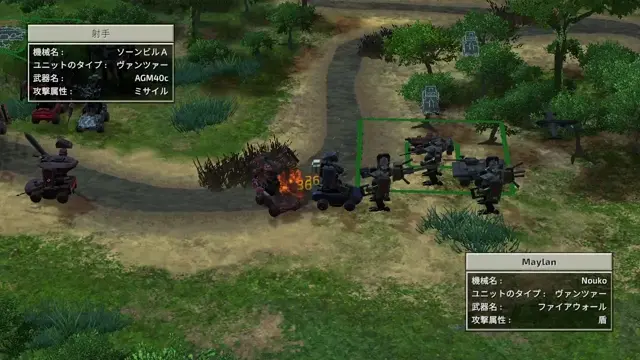 射手
機械名： ソーンビル A
ユニットのタイプ： ヴァンツァー
武器名： AGM40c
攻撃属性： ミサイル
Maylan
機械名： Nouko
ユニットのタイプ： ヴァンツァー
武器名： ファイアウォール
攻撃属性： 盾